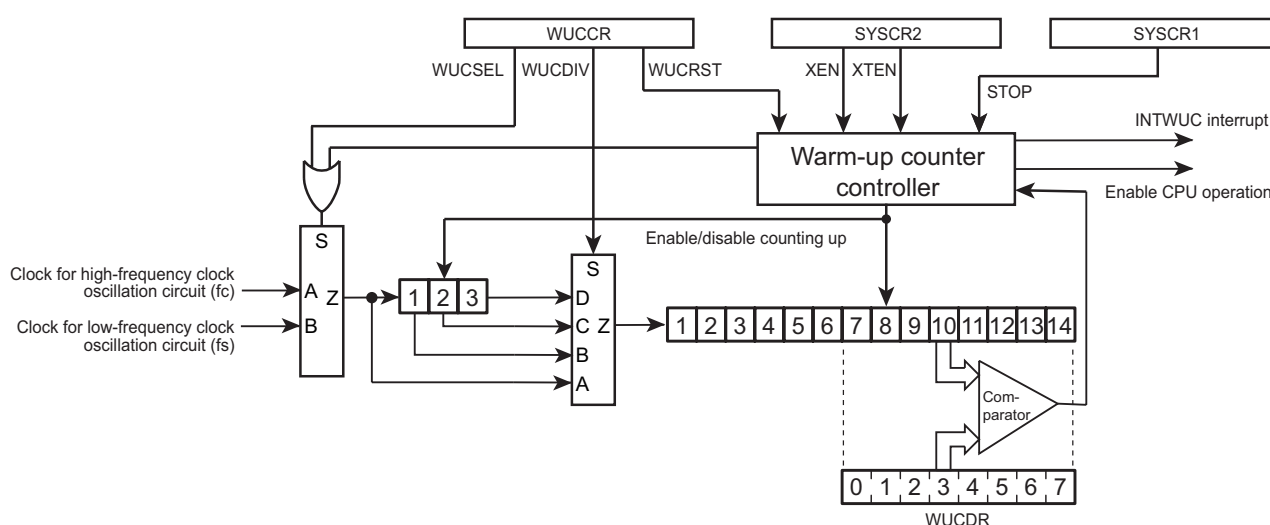 WUCCR
SYSCR2
SYSCR1
WUCSEL
WUCDIV
WUCRST
XEN
XTEN
STOP
INTWUC interrupt
Warm-up counter
controller
Enable CPU operation
S
Enable/disable counting up
S
Clock for high-frequency clock
oscillation circuit (fc)
A
Z
1 2 3
D
Clock for low-frequency clock
oscillation circuit (fs)
B
C
Z
1 2 3 4 5 6 7 8 9 10 11 12 13 14
B
A
Com-
parator
0 1 2 3 4 5 6 7
WUCDR